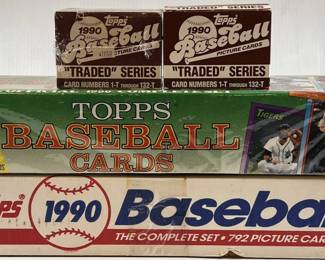 topps
1990
Baseball
PICTURE CARDS
"TRADED" SERIES
CARD NUMBERS 1-T THROUGH 132-T
topps
1990
Baseball
PICTURE CARDS
"TRADED" SERIES
CARD NUMBERS 1-T THROUGH 132-T
TOPPS
BASEBALL
CARDS
TIGERS
PPS 1990 Baseba
THE COMPLETE SET • 792 PICTURE CAR